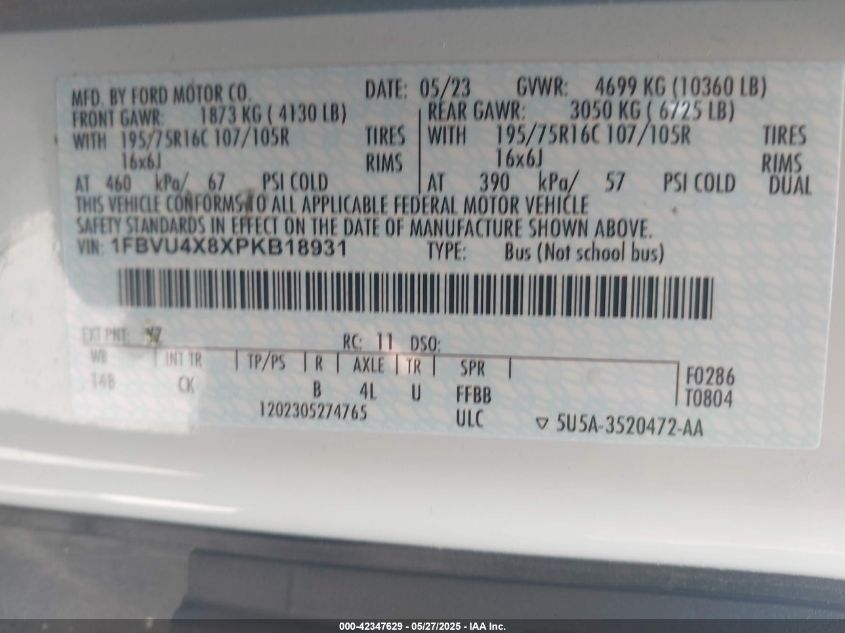 MFD. BY FORD MOTOR CO. DATE: 05/23 GVWR: 4699 KG (10360 LB)
FRONT GAWR: 1873 KG ( 4130 LB) REAR GAWR: 3050 KG ( 6725 LB)
WITH 195/75R16C 107/105R TIRES WITH 195/75R16C 107/105R TIRES
16x6J RIMS 16x6J RIMS
AT 460 kPa/ 67 PSI COLD AT 390 kPa/ 57 PSI COLD DUAL
THIS VEHICLE CONFORMS TO ALL APPLICABLE FEDERAL MOTOR VEHICLE
SAFETY STANDARDS IN EFFECT ON THE DATE OF MANUFACTURE SHOWN ABOVE.
VIN: 1FBVU4X8XPKB18931 TYPE: Bus (Not school bus)
EXT PNT: RC: 11 DSO:
WB INT TR TP/PS R AXLE TR SPR F0286
148 CK B 4L U FFBB T0804
1202305274765 ULC ▽ 5U5A-3520472-AA
000-42347629 - 05/27/2025 - IAA Inc.